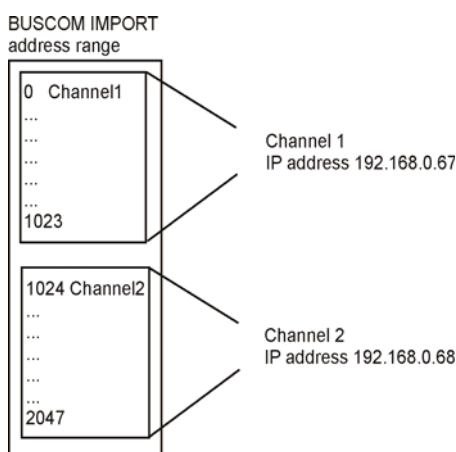 BUSCOM IMPORT
address range
0 Channel1
...
...
...
...
...
1023
Channel 1
IP address 192.168.0.67
1024 Channel2
...
...
...
...
...
2047
Channel 2
IP address 192.168.0.68